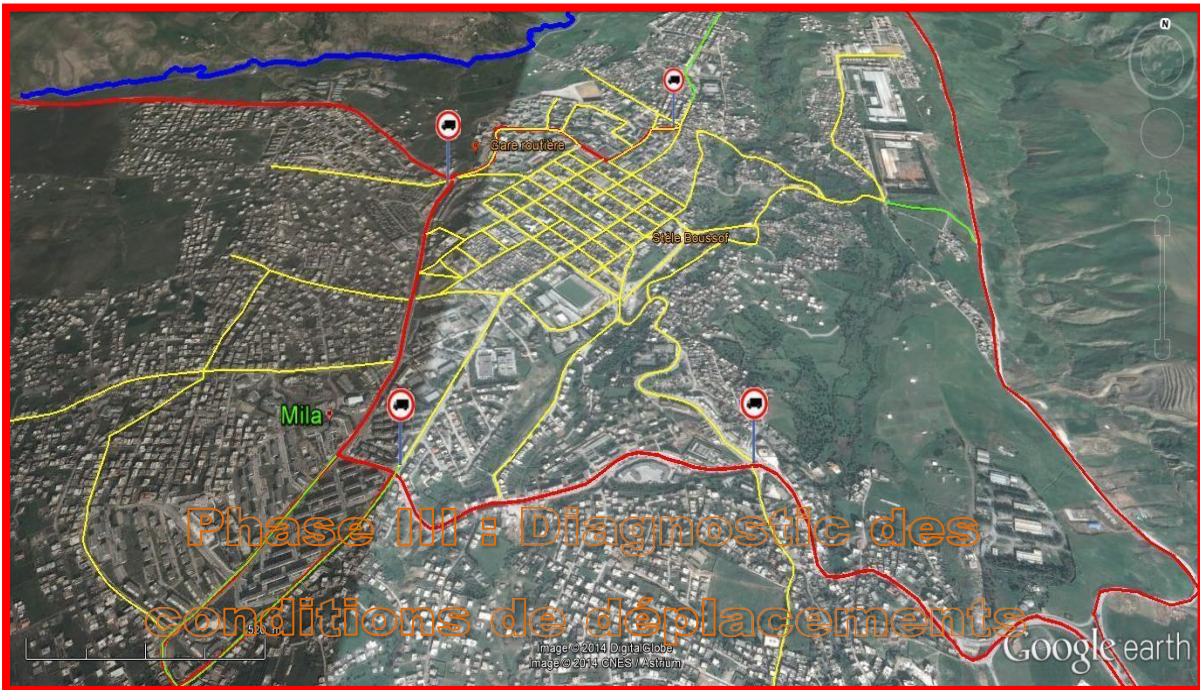 N
Gare routière
Stèle Boussof
Mila
Phase III : Diagnostic des
conditions de déplacements
Image © 2014 DigitalGlobe
Image © 2014 CNES / Astrium
Google earth